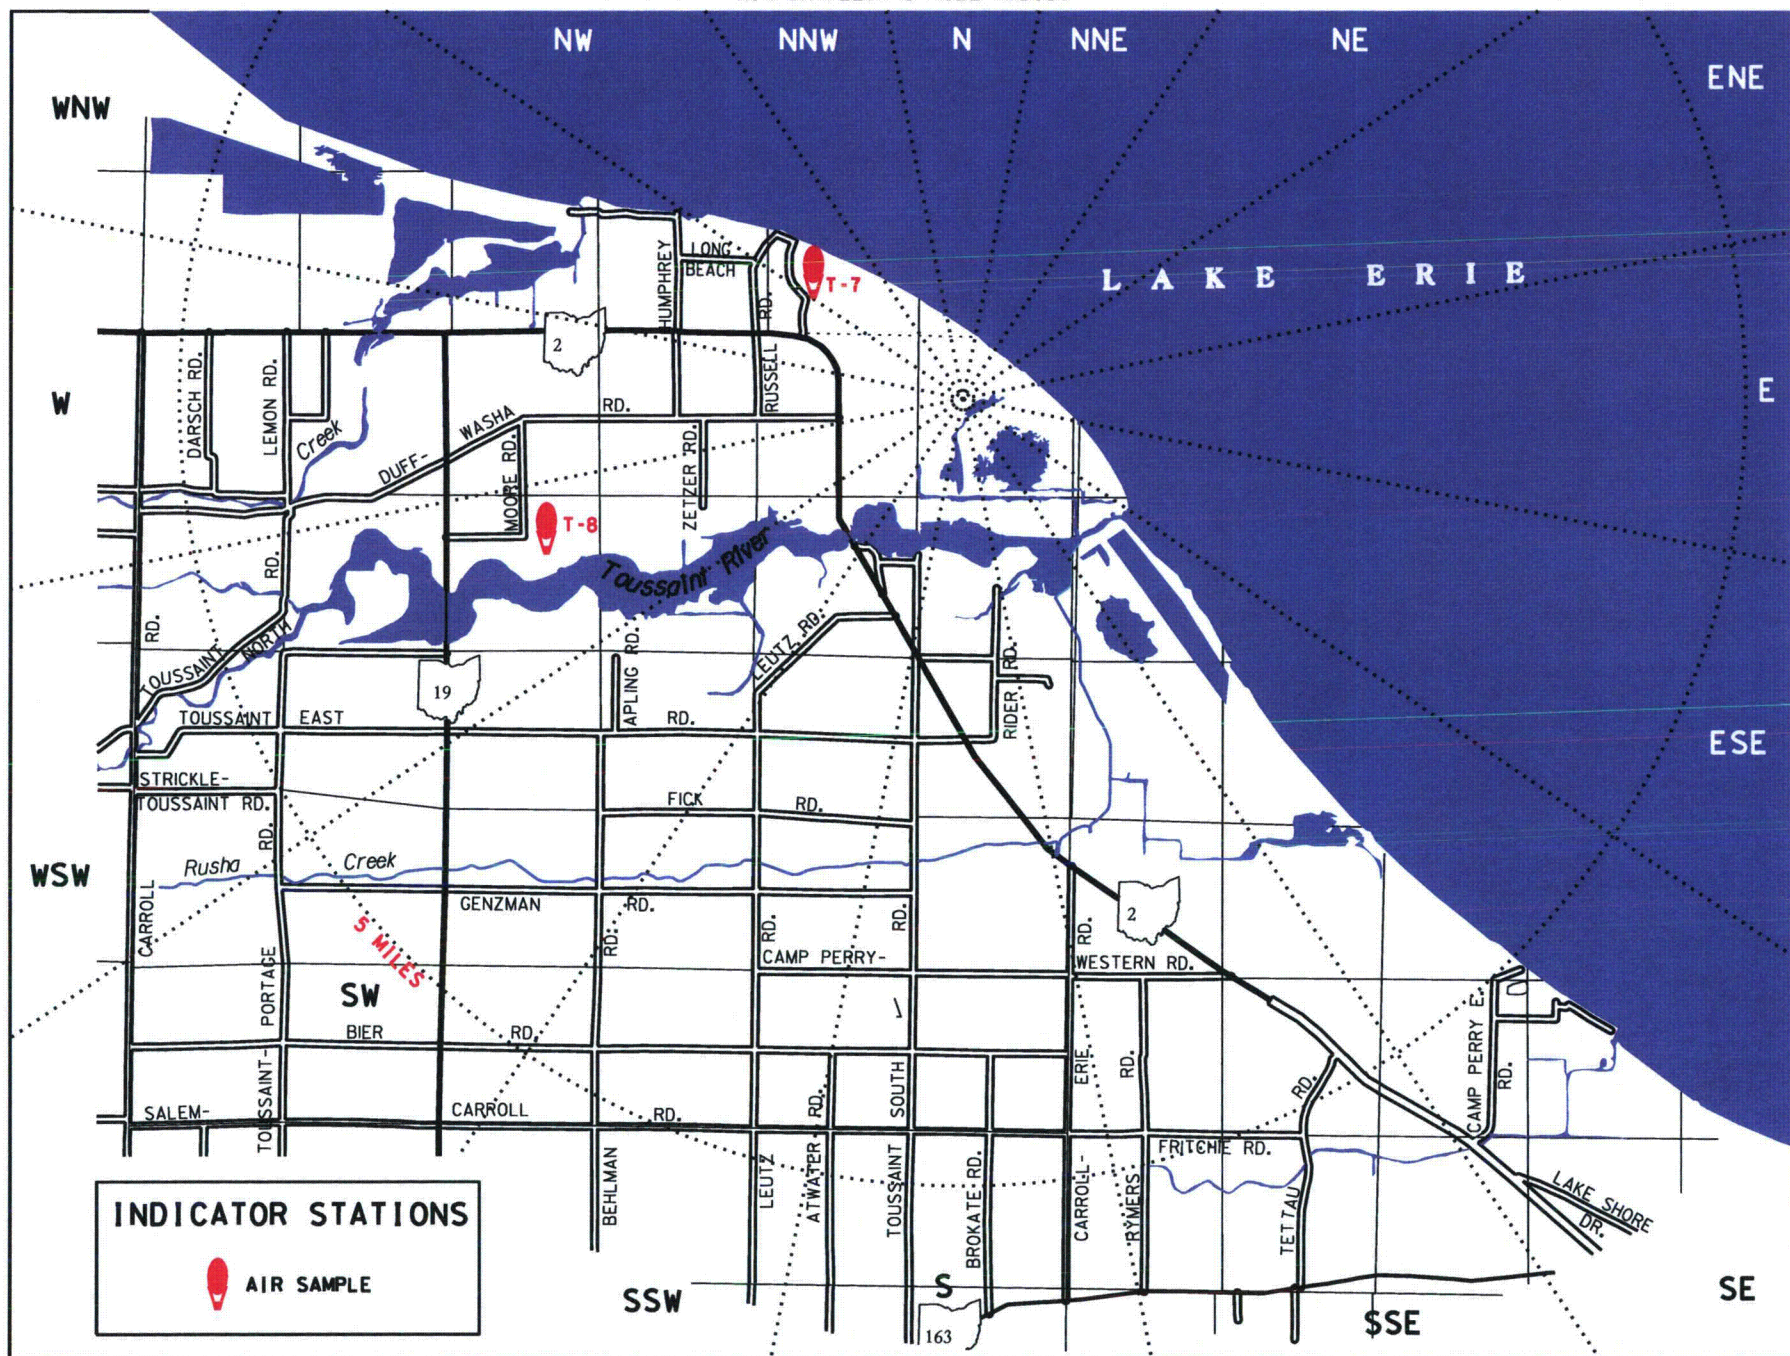 NW
NNW
N
NNE
NE
ENE
WNW
LAKE ERIE
HUMPHREY
LONG
BEACH
RD.
T-7
2
RUSSELL
W
E
DARSCH RD.
LEMON RD.
Creek
DUFF-
WASHA
RD.
MOORE RD.
ZETZER RD.
T-8
Toussaint River
RD.
RD.
TOUSSAINT
NORTH
19
APLING RD.
LEUTZ RD.
RIDER
RD.
TOUSSAINT
EAST
RD.
ESE
STRICKLE-
TOUSSAINT RD.
FICK
RD.
RD.
WSW
Rusha
Creek
CARROLL
GENZMAN
RD.
RD.
RD.
RD.
2
RD.
5 MILES
CAMP PERRY-
WESTERN RD.
SW
PORTAGE
TOUSSAINT-
BIER
RD.
CAMP PERRY E.
RD.
ERIE
RD.
RD.
SALEM-
CARROLL
RD.
RD.
SOUTH
FRITCHIE RD.
BEHLMAN
LEUTZ
ATWATER
TOUSSAINT
BROKATE RD.
CARROLL-
RYMERS
TETTAU
LAKE SHORE
DR.
INDICATOR STATIONS
AIR SAMPLE
SSW
S
163
SSE
SE